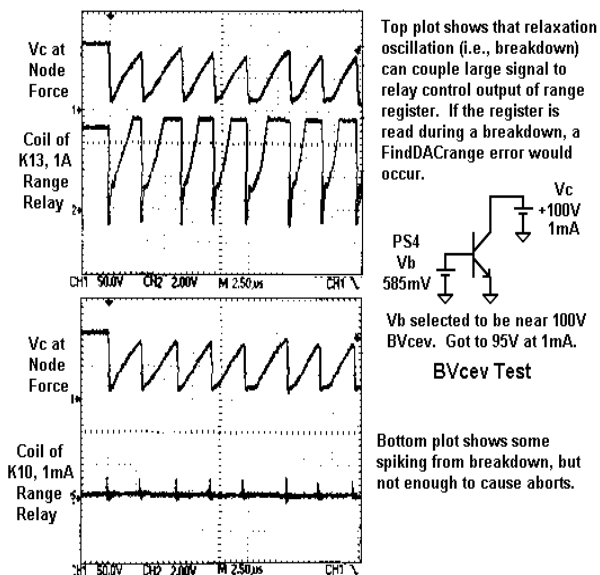 Vc at
Node
Force
1
Coil of
K13, 1A
Range
Relay
2
CH1 50.0V CH2 2.00V M 2.50µs CH1
Top plot shows that relaxation
oscillation (i.e., breakdown)
can couple large signal to
relay control output of range
register. If the register is
read during a breakdown, a
FindDACrange error would
occur.
Vc
+100V
1mA
PS4
Vb
585mV
Vb selected to be near 100V
BVcev. Got to 95V at 1mA.
BVcev Test
Vc at
Node
Force
1
Coil of
K10, 1mA
Range
Relay
CH1 50.0V CH2 2.00V M 2.50µs CH1
Bottom plot shows some
spiking from breakdown, but
not enough to cause aborts.